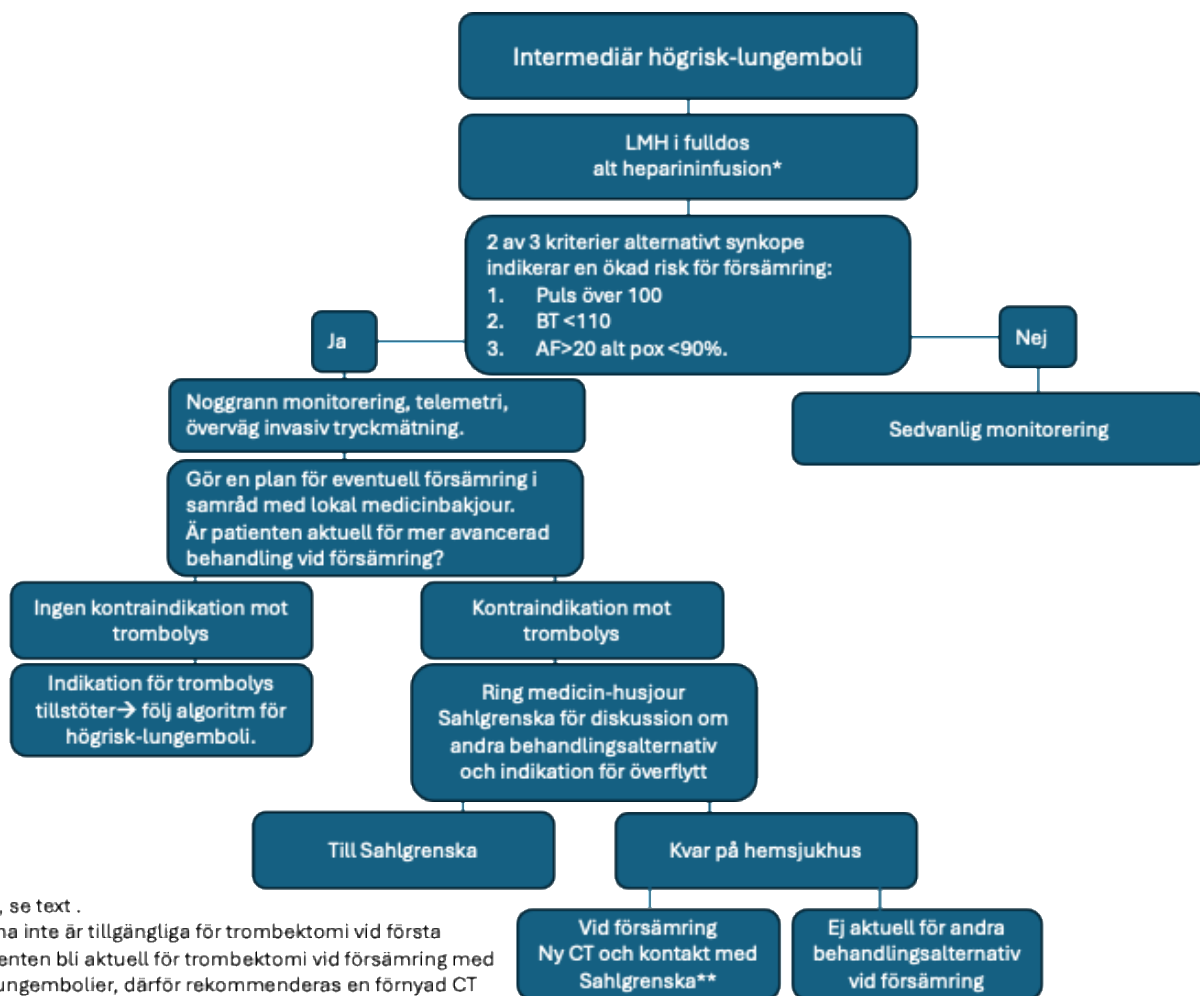 Intermediär högrisk-lungemboli
LMH i fulldos
alt heparininfusion*
2 av 3 kriterier alternativt synkope
indikerar en ökad risk för försämring:
1. Puls över 100
2. BT <110
3. AF>20 alt pox <90%.
Ja
Nej
Noggrann monitorering, telemetri,
överväg invasiv tryckmätning.
Sedvanlig monitorering
Gör en plan för eventuell försämring i
samråd med lokal medicinbakjour.
Är patienten aktuell för mer avancerad
behandling vid försämring?
Ingen kontraindikation mot
trombolys
Kontraindikation mot
trombolys
Indikation för trombolys
tillstöter→ följ algoritm för
högrisk-lungemboli.
Ring medicin-husjour
Sahlgrenska för diskussion om
andra behandlingsalternativ
och indikation för överflytt
Till Sahlgrenska
Kvar på hemsjukhus
Vid försämring
Ny CT och kontakt med
Sahlgrenska**
Ej aktuell för andra
behandlingsalternativ
vid försämring
, se text .
na inte är tillgängliga för trombektomi vid första
enten bli aktuell för trombektomi vid försämring med
ungembolier, därför rekommenderas en förnyad CT